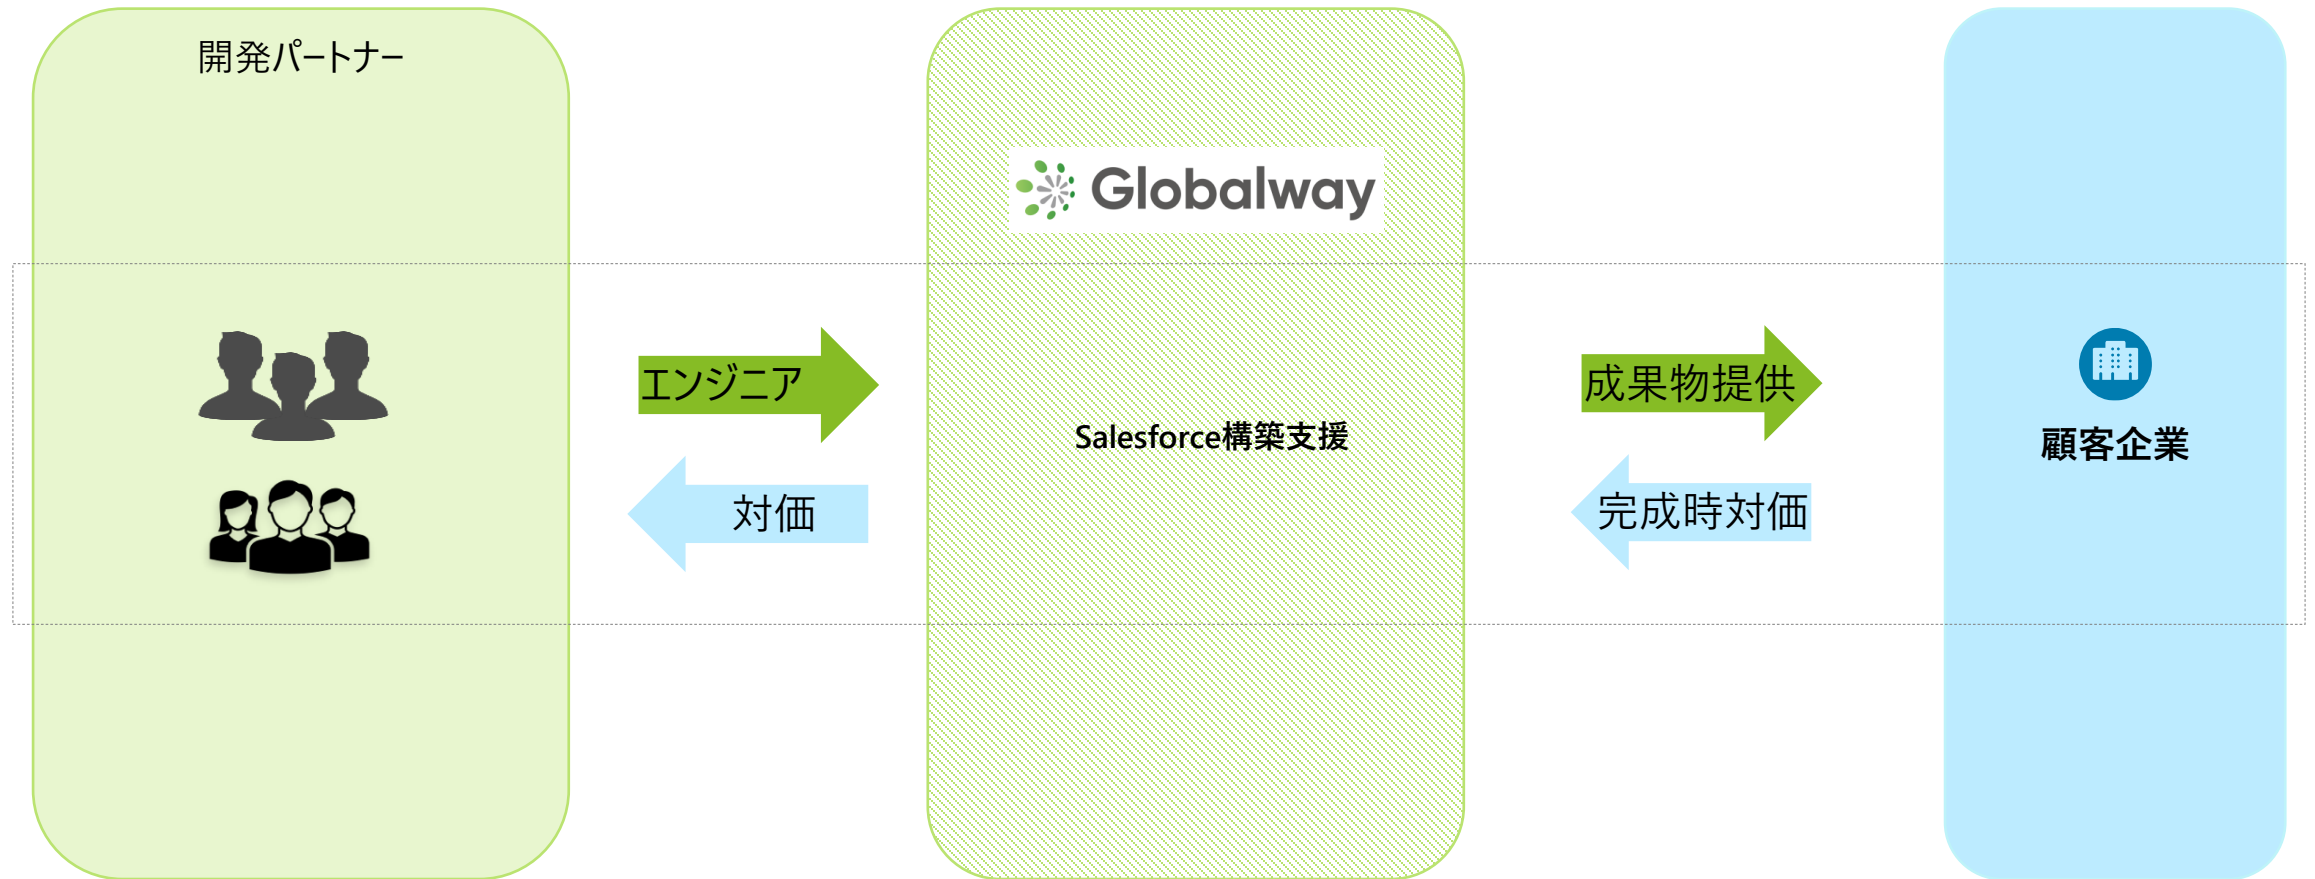 開発パートナー
Globalway
エンジニア
成果物提供
Salesforce構築支援
顧客企業
対価
完成時対価